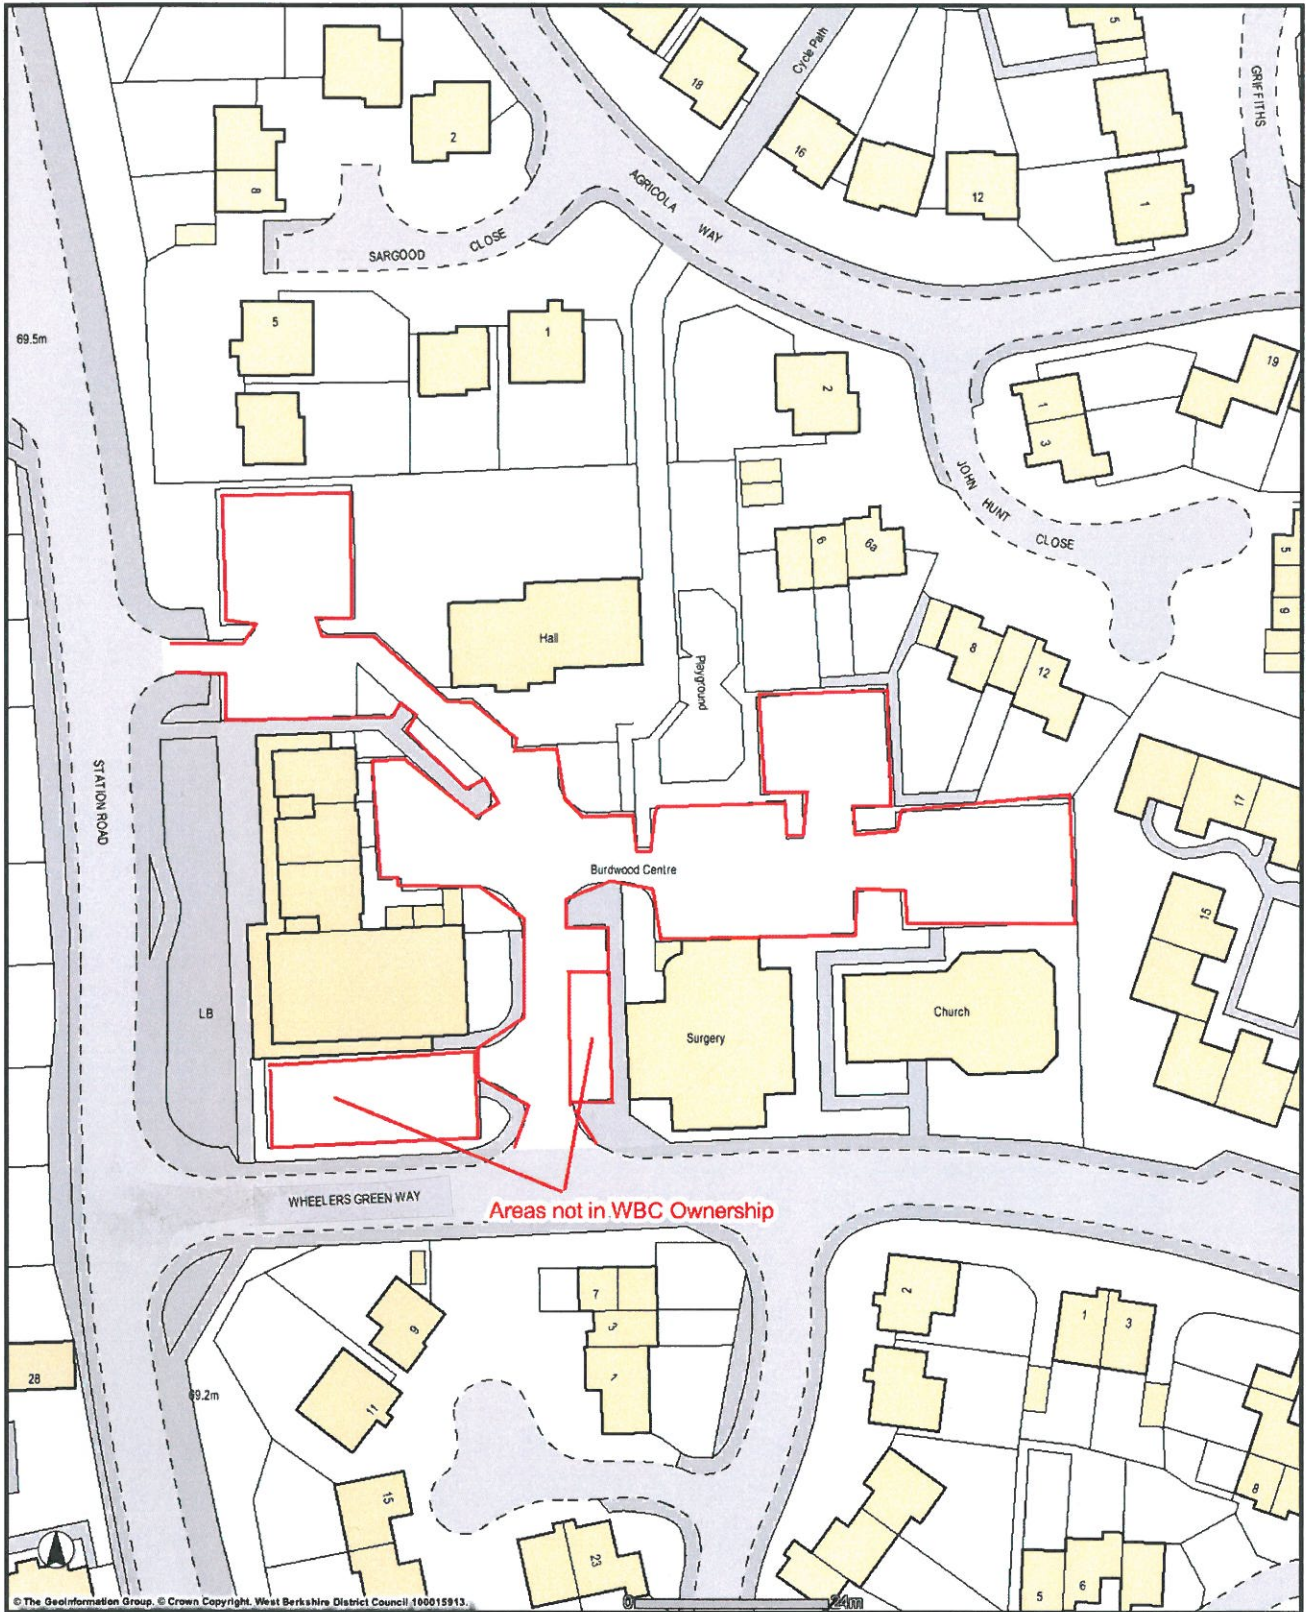 5
18
Cycle Path
GRIFFITHS
2
16
12
1
8
AGRICOLA
WAY
SARGOOD
CLOSE
69.5m
5
1
2
19
1
3
JOHN
HUNT
CLOSE
6
6a
5
9
Hall
8
12
Playground
STATION ROAD
17
Burdwood Centre
15
LB
Surgery
Church
WHEELERS GREEN WAY
Areas not in WBC Ownership
7
2
1
3
9
28
69.2m
11
15
8
23
5
6
© The GeoInformation Group. © Crown Copyright. West Berkshire District Council 100015913.
0
24m